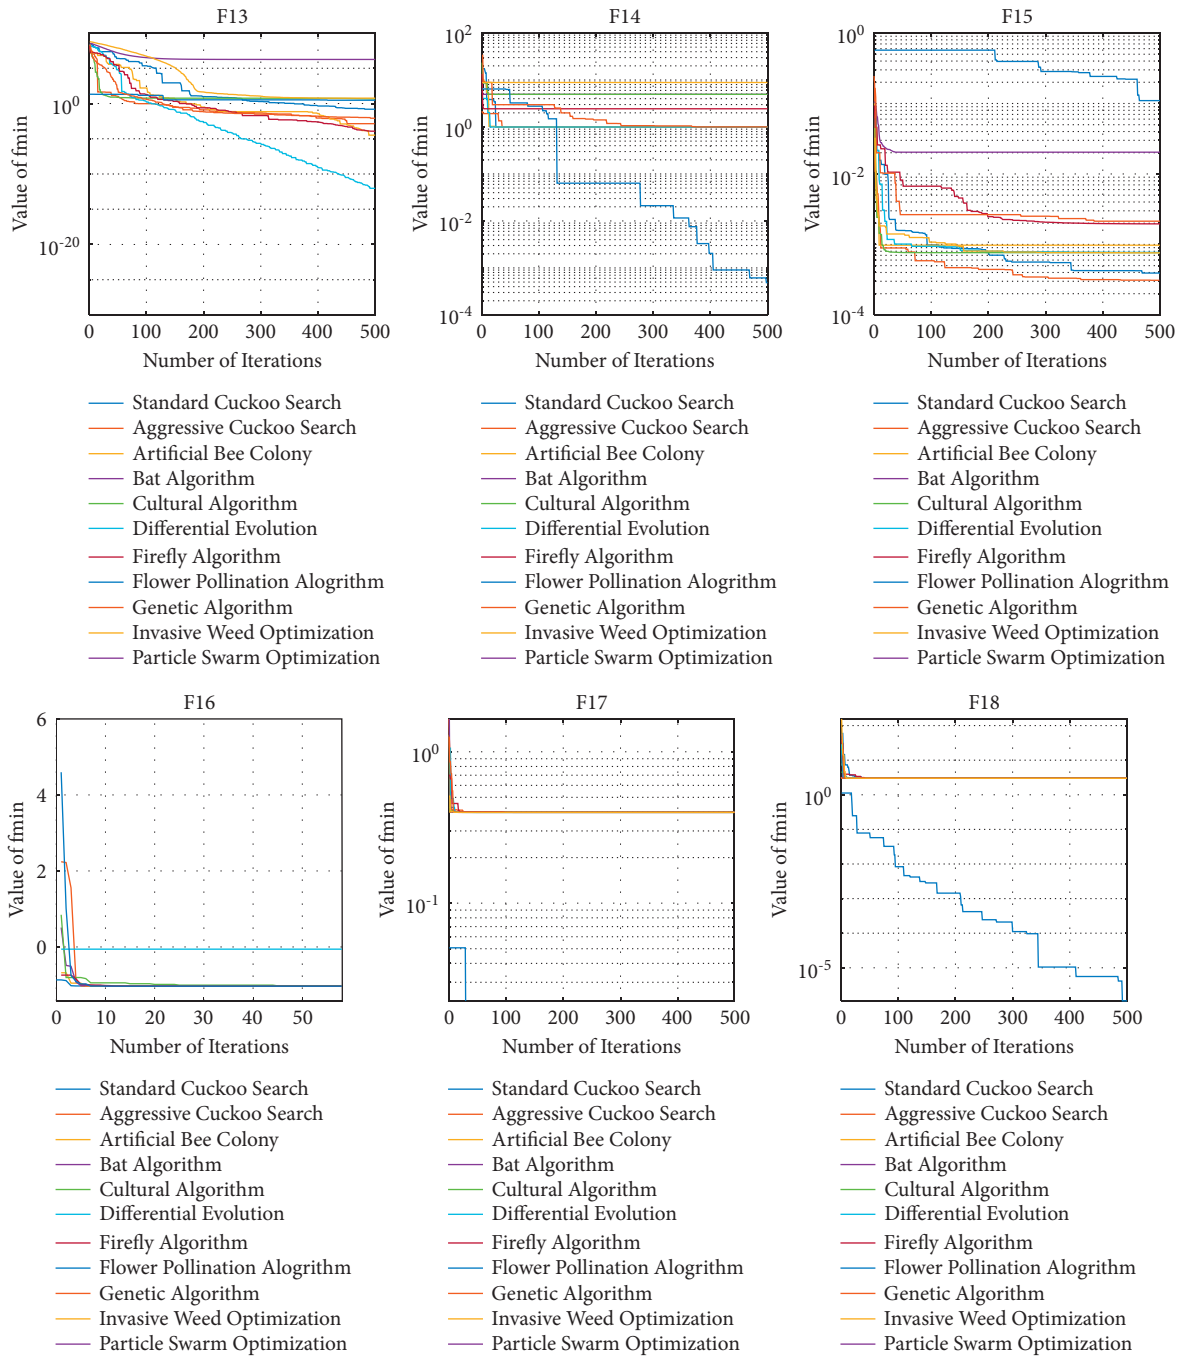 F13
10^0
10^-20
Value of fmin
0 100 200 300 400 500
Number of Iterations
Standard Cuckoo Search
Aggressive Cuckoo Search
Artificial Bee Colony
Bat Algorithm
Cultural Algorithm
Differential Evolution
Firefly Algorithm
Flower Pollination Alogrithm
Genetic Algorithm
Invasive Weed Optimization
Particle Swarm Optimization
F14
10^2
10^0
10^-2
10^-4
Value of fmin
0 100 200 300 400 500
Number of Iterations
Standard Cuckoo Search
Aggressive Cuckoo Search
Artificial Bee Colony
Bat Algorithm
Cultural Algorithm
Differential Evolution
Firefly Algorithm
Flower Pollination Alogrithm
Genetic Algorithm
Invasive Weed Optimization
Particle Swarm Optimization
F15
10^0
10^-2
10^-4
Value of fmin
0 100 200 300 400 500
Number of Iterations
Standard Cuckoo Search
Aggressive Cuckoo Search
Artificial Bee Colony
Bat Algorithm
Cultural Algorithm
Differential Evolution
Firefly Algorithm
Flower Pollination Alogrithm
Genetic Algorithm
Invasive Weed Optimization
Particle Swarm Optimization
F16
6
4
2
0
Value of fmin
0 10 20 30 40 50
Number of Iterations
Standard Cuckoo Search
Aggressive Cuckoo Search
Artificial Bee Colony
Bat Algorithm
Cultural Algorithm
Differential Evolution
Firefly Algorithm
Flower Pollination Alogrithm
Genetic Algorithm
Invasive Weed Optimization
Particle Swarm Optimization
F17
10^0
10^-1
Value of fmin
0 100 200 300 400 500
Number of Iterations
Standard Cuckoo Search
Aggressive Cuckoo Search
Artificial Bee Colony
Bat Algorithm
Cultural Algorithm
Differential Evolution
Firefly Algorithm
Flower Pollination Alogrithm
Genetic Algorithm
Invasive Weed Optimization
Particle Swarm Optimization
F18
10^0
10^-5
Value of fmin
0 100 200 300 400 500
Number of Iterations
Standard Cuckoo Search
Aggressive Cuckoo Search
Artificial Bee Colony
Bat Algorithm
Cultural Algorithm
Differential Evolution
Firefly Algorithm
Flower Pollination Alogrithm
Genetic Algorithm
Invasive Weed Optimization
Particle Swarm Optimization